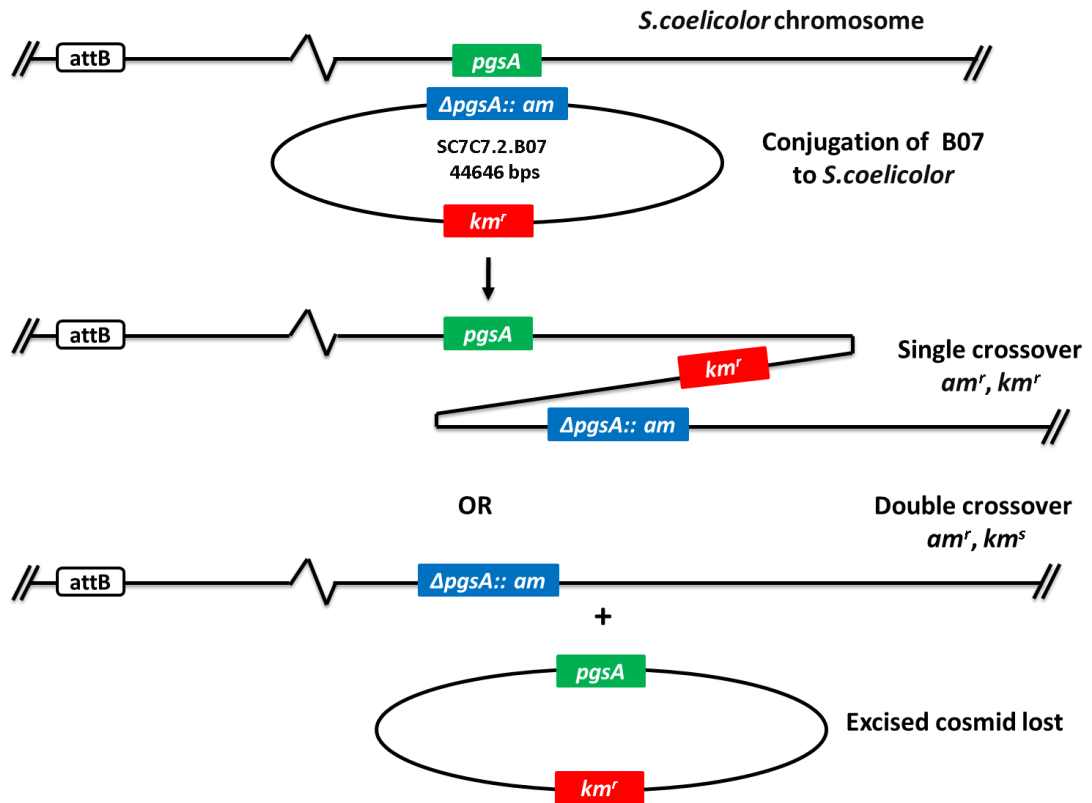 S.coelicolor chromosome
attB
pgsA
ΔpgsA:: am
SC7C7.2.B07
44646 bps
kmʳ
Conjugation of B07
to S.coelicolor
attB
pgsA
kmʳ
Single crossover
amʳ, kmʳ
ΔpgsA:: am
OR
Double crossover
amʳ, kmˢ
attB
ΔpgsA:: am
+
pgsA
Excised cosmid lost
kmʳ